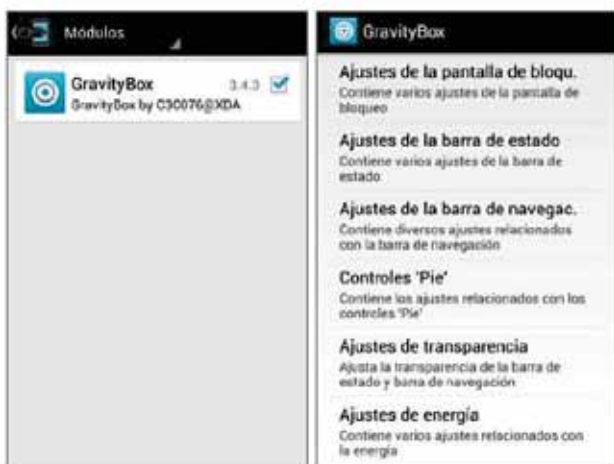 Módulos
GravityBox 3.4.3
GravityBox by C3C076@XDA
GravityBox
Ajustes de la pantalla de bloqu.
Contiene varios ajustes de la pantalla de
bloqueo
Ajustes de la barra de estado
Contiene varios ajustes de la barra de
estado
Ajustes de la barra de navegac.
Contiene diversos ajustes relacionados
con la barra de navegación
Controles 'Pie'
Contiene los ajustes relacionados con los
controles 'Pie'
Ajustes de transparencia
Ajusta la transparencia de la barra de
estado y barra de navegación
Ajustes de energía
Contiene varios ajustes relacionados con
la energía